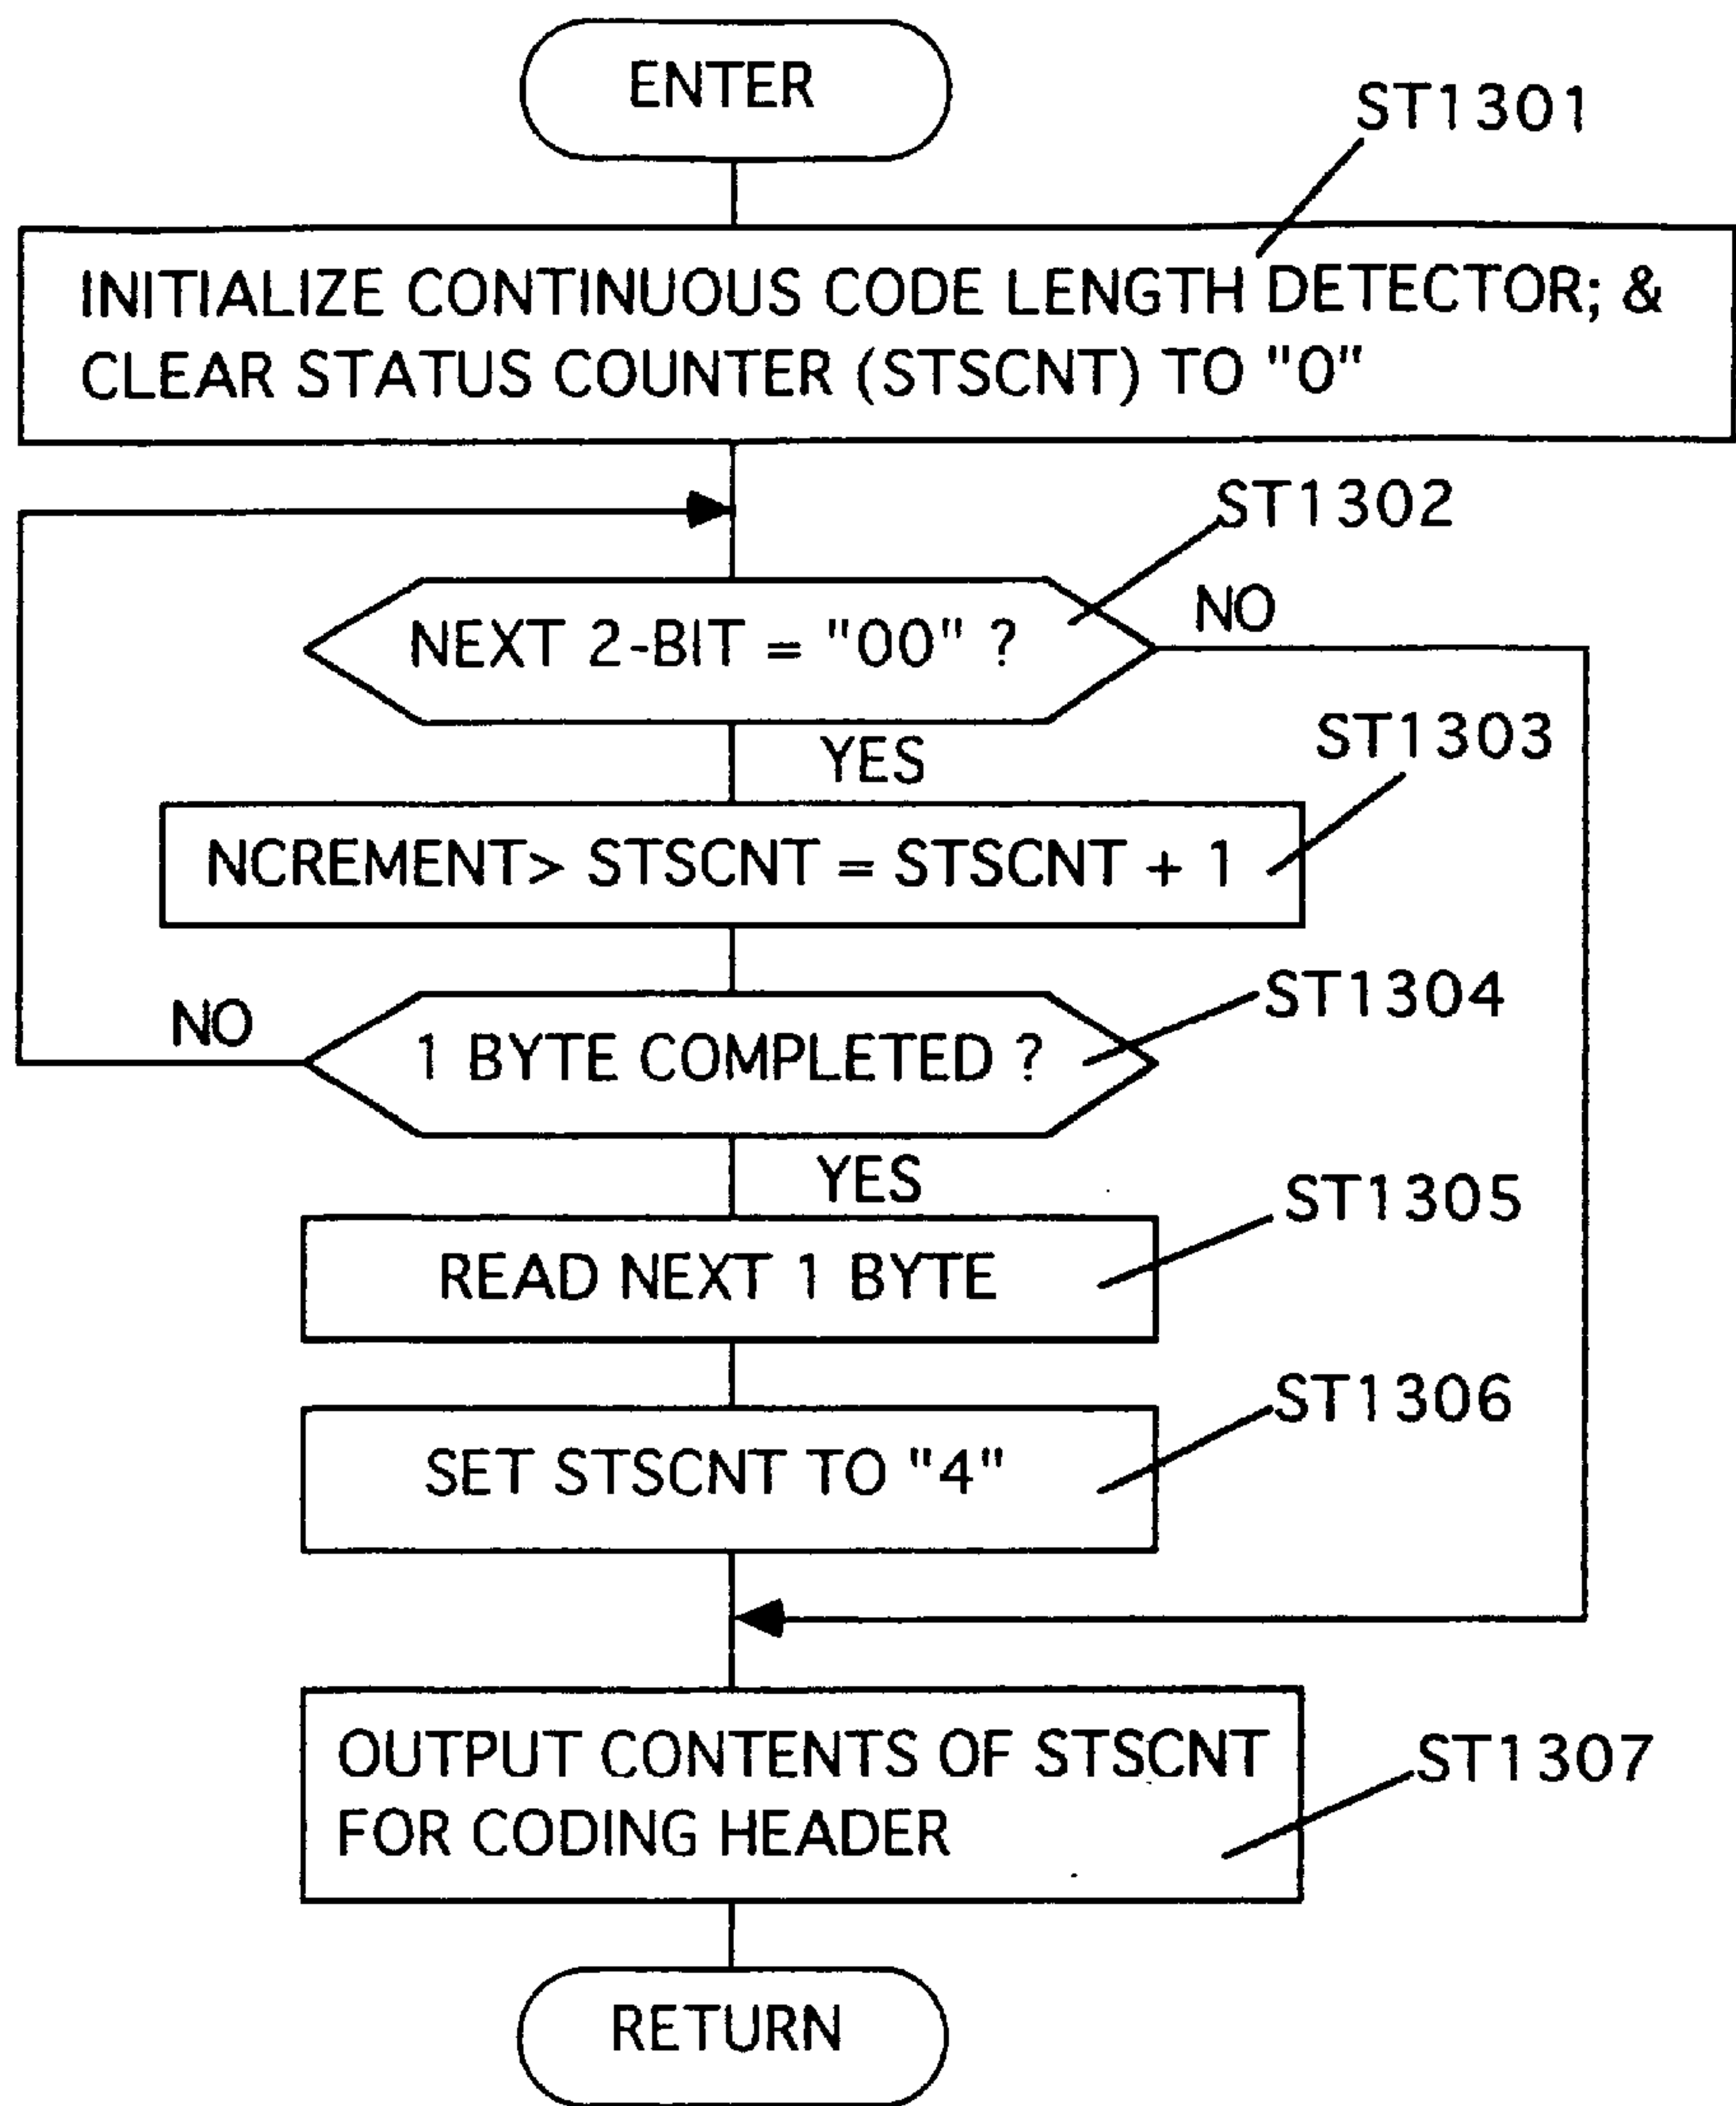 ENTER
ST1301
INITIALIZE CONTINUOUS CODE LENGTH DETECTOR; &
CLEAR STATUS COUNTER (STSCNT) TO "0"
ST1302
NEXT 2-BIT = "00" ?
NO
YES
ST1303
NCREMENT> STSCNT = STSCNT + 1
ST1304
NO
1 BYTE COMPLETED ?
YES
ST1305
READ NEXT 1 BYTE
ST1306
SET STSCNT TO "4"
OUTPUT CONTENTS OF STSCNT
FOR CODING HEADER
ST1307
RETURN